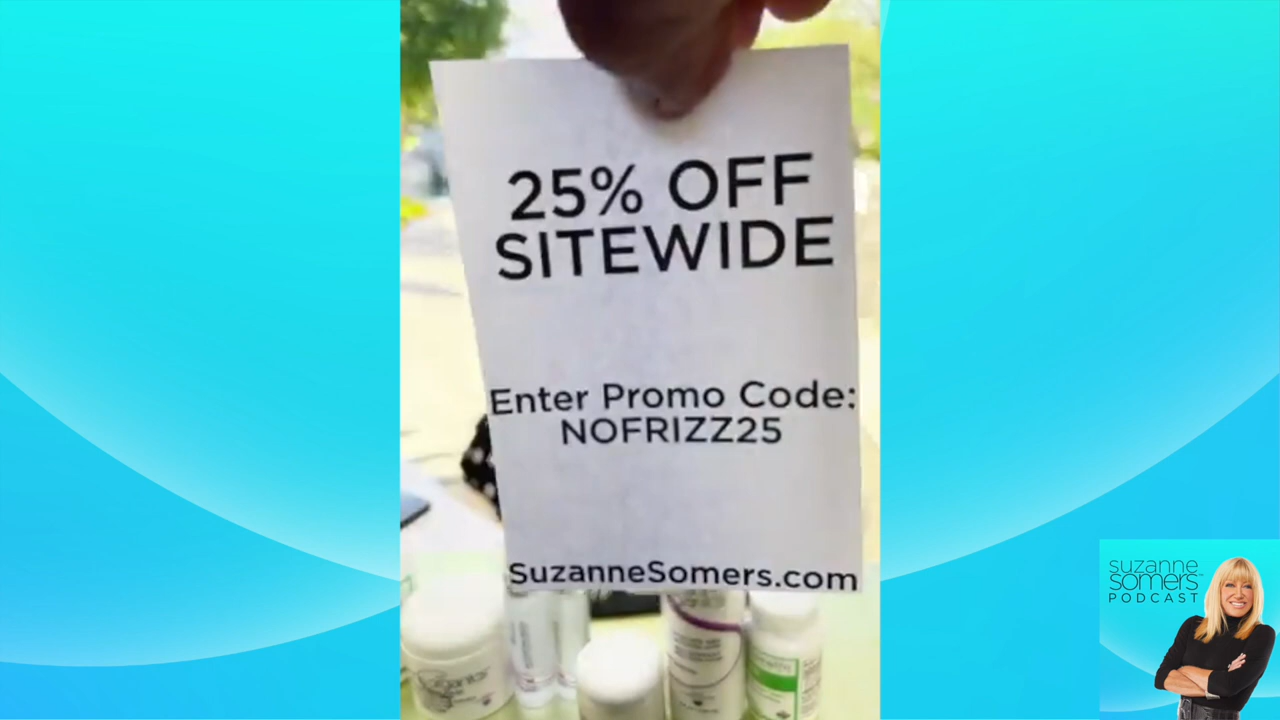 25% OFF
SITEWIDE
Enter Promo Code:
NOFRIZZ25
SuzanneSomers.com
suzanne
somers
PODCAST